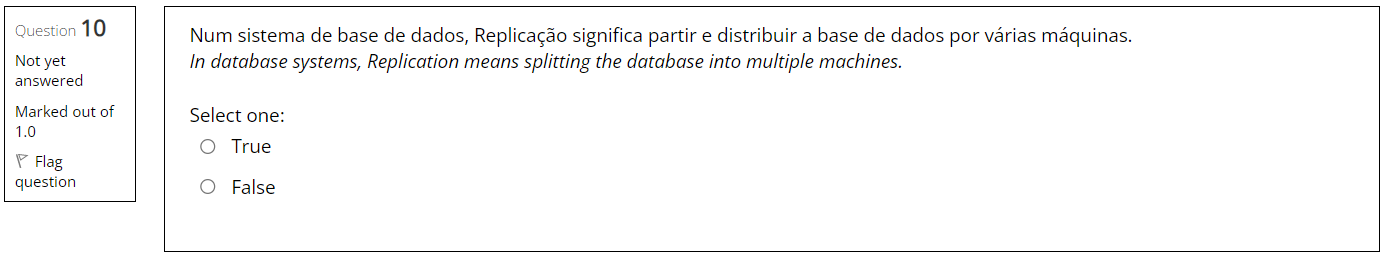 Question 10
Not yet
answered
Marked out of
1.0
Flag
question
Num sistema de base de dados, Replicação significa partir e distribuir a base de dados por várias máquinas.
In database systems, Replication means splitting the database into multiple machines.
Select one:
True
False